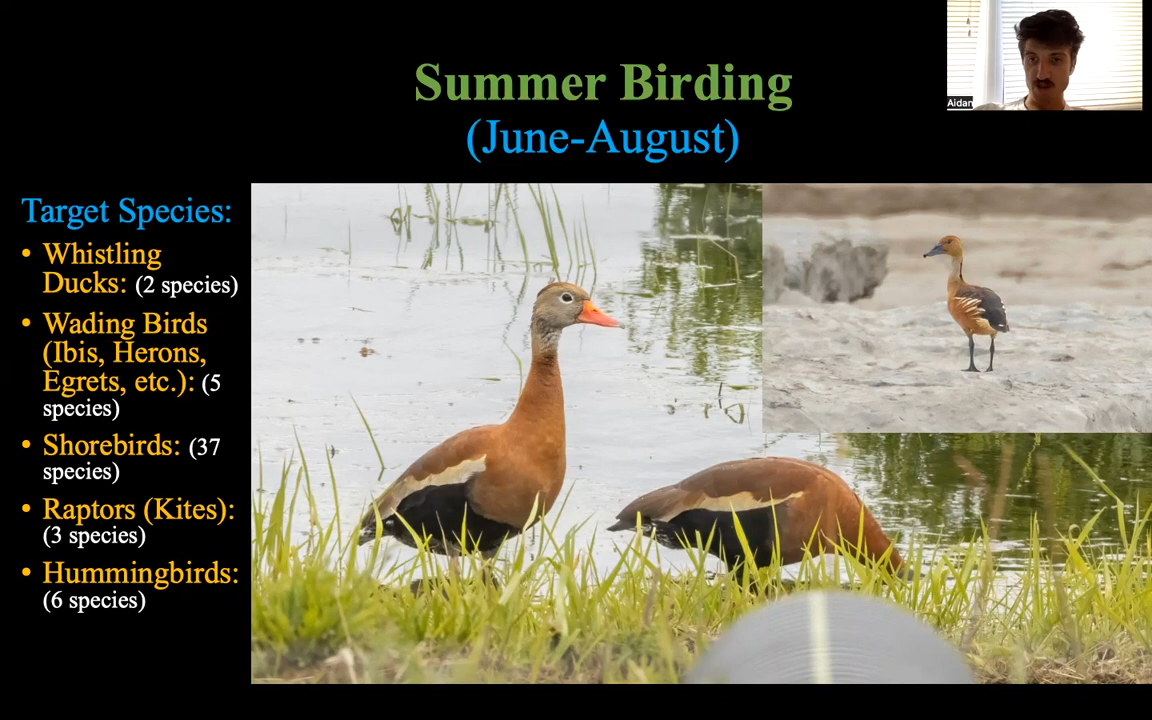 Aidan
Summer Birding
(June-August)
Target Species:
• Whistling
Ducks: (2 species)
• Wading Birds
(Ibis, Herons,
Egrets, etc.): (5
species)
• Shorebirds: (37
species)
• Raptors (Kites):
(3 species)
• Hummingbirds:
(6 species)